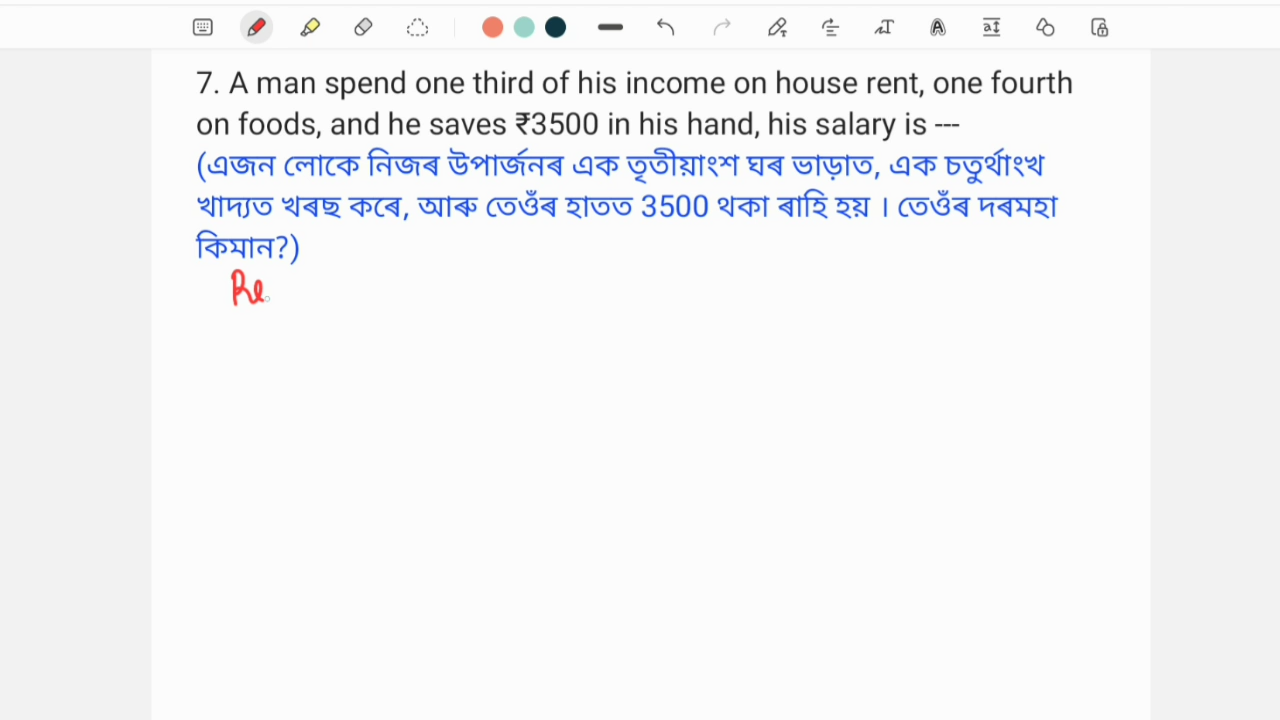 7. A man spend one third of his income on house rent, one fourth
on foods, and he saves ₹3500 in his hand, his salary is ---
(এজন লোকে নিজৰ উপাৰ্জনৰ এক তৃতীয়াংশ ঘৰ ভাড়াত, এক চতুৰ্থাংখ
খাদ্যত খৰছ কৰে, আৰু তেওঁৰ হাতত 3500 থকা ৰাহি হয় । তেওঁৰ দৰমহা
কিমান?)
Re